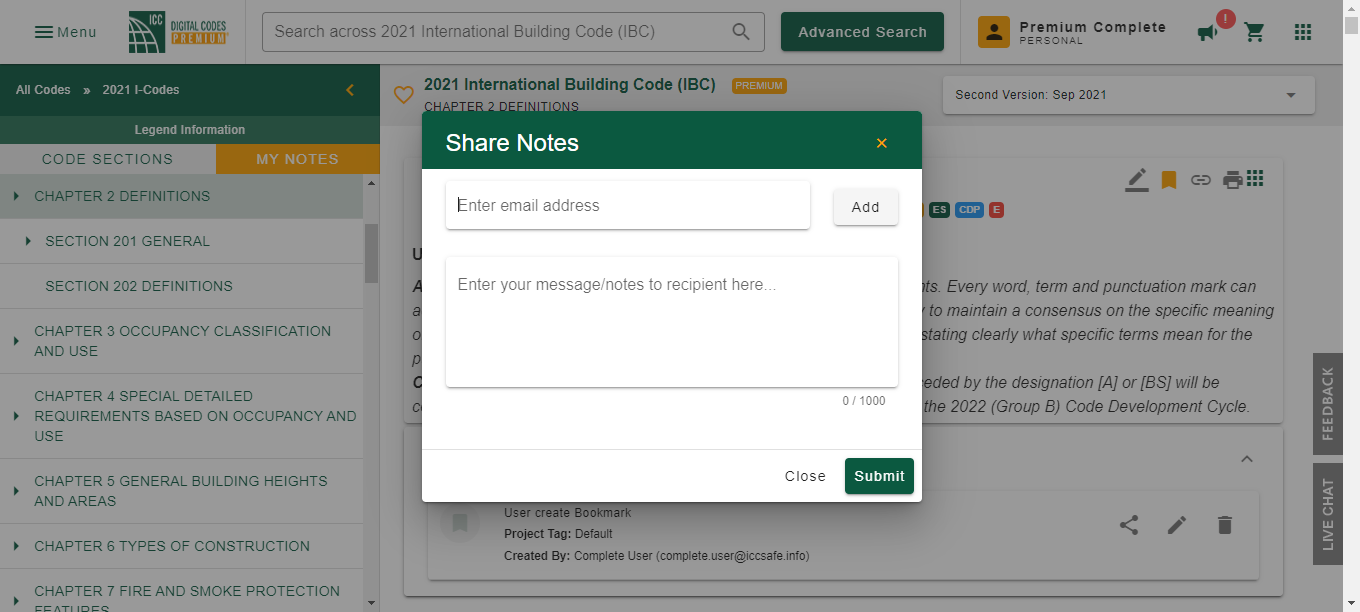 Menu
ICC
DIGITAL CODES
PREMIUM
Search across 2021 International Building Code (IBC)
Advanced Search
Premium Complete
PERSONAL
!
All Codes » 2021 I-Codes
Legend Information
CODE SECTIONS
MY NOTES
CHAPTER 2 DEFINITIONS
SECTION 201 GENERAL
SECTION 202 DEFINITIONS
CHAPTER 3 OCCUPANCY CLASSIFICATION
AND USE
CHAPTER 4 SPECIAL DETAILED
REQUIREMENTS BASED ON OCCUPANCY AND
USE
CHAPTER 5 GENERAL BUILDING HEIGHTS
AND AREAS
CHAPTER 6 TYPES OF CONSTRUCTION
CHAPTER 7 FIRE AND SMOKE PROTECTION
FEATURES
2021 International Building Code (IBC) PREMIUM
CHAPTER 2 DEFINITIONS
Second Version: Sep 2021
ES CDP E
Share Notes
×
Enter email address
Add
Enter your message/notes to recipient here...
0 / 1000
Close
Submit
nts. Every word, term and punctuation mark can
y to maintain a consensus on the specific meaning
stating clearly what specific terms mean for the
ceded by the designation [A] or [BS] will be
the 2022 (Group B) Code Development Cycle.
User create Bookmark
Project Tag: Default
Created By: Complete User (complete.user@iccsafe.info)
FEEDBACK
LIVE CHAT